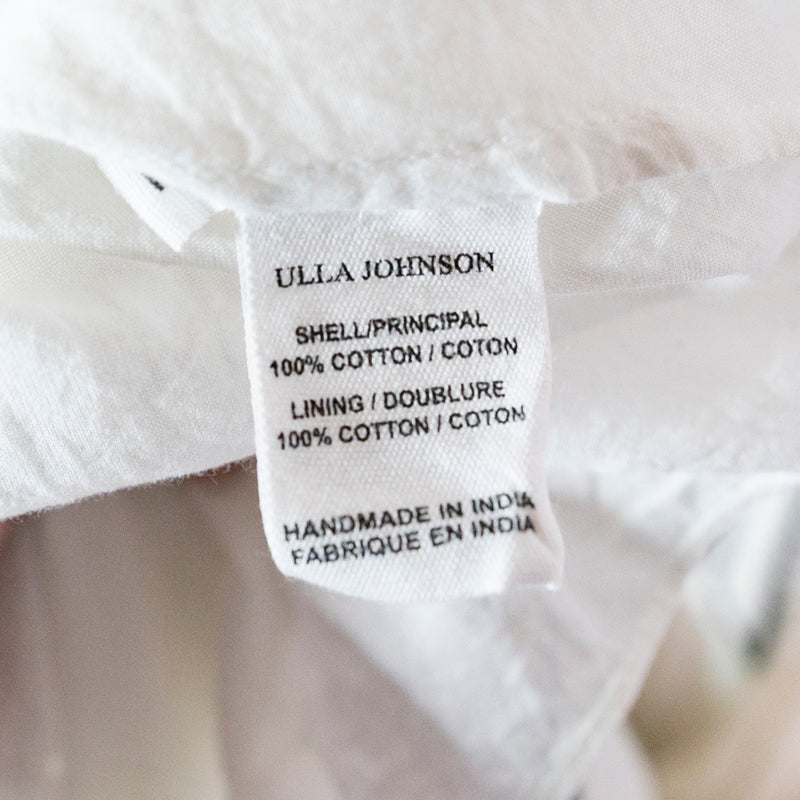 ULLA JOHNSON
SHELL/PRINCIPAL
100% COTTON / COTON
LINING / DOUBLURE
100% COTTON / COTON
HANDMADE IN INDIA
FABRIQUE EN INDIA